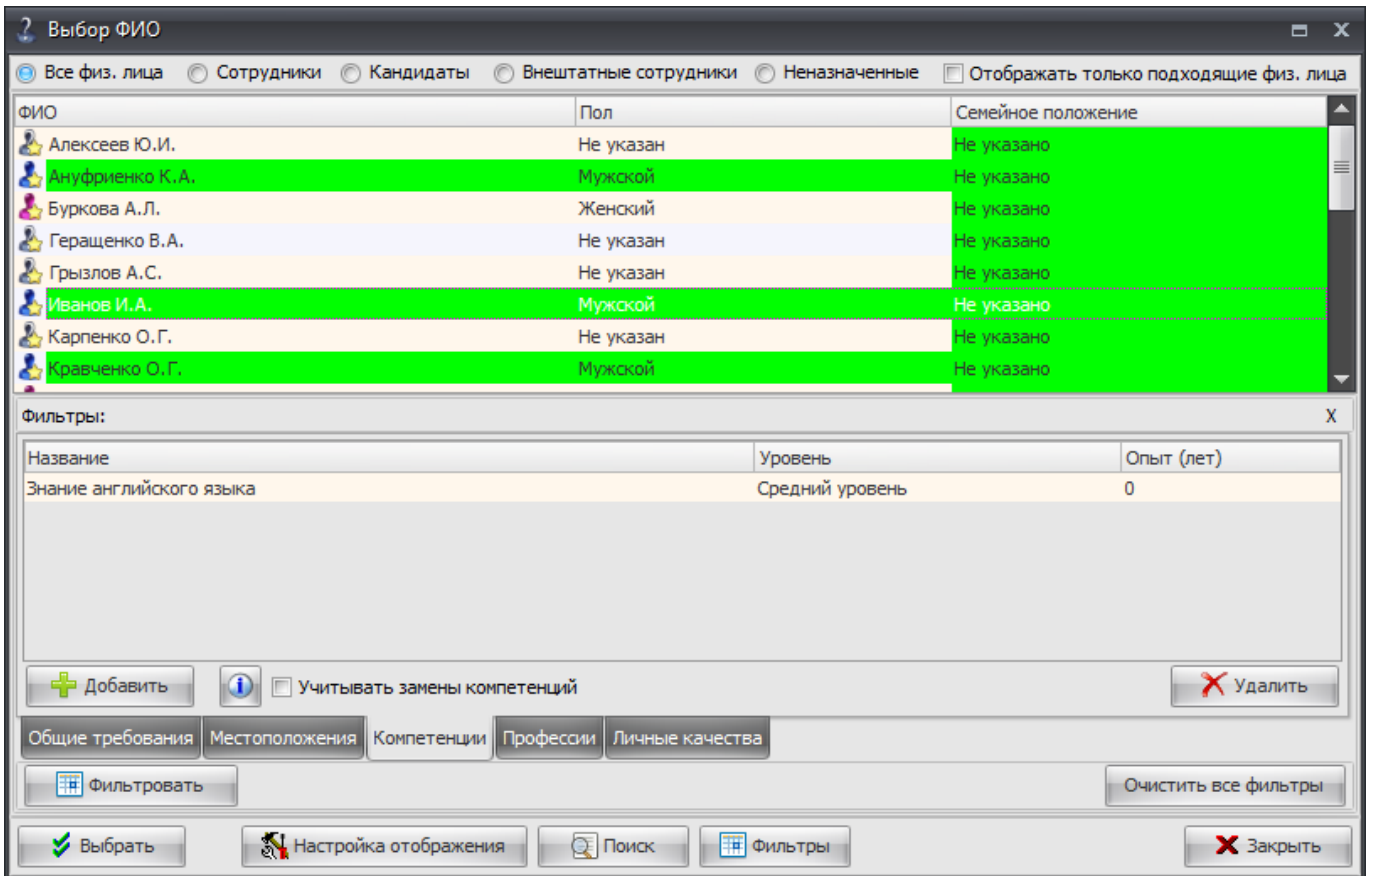 Выбор ФИО
Все физ. лица Сотрудники Кандидаты Внештатные сотрудники Неназначенные Отображать только подходящие физ. лица
ФИО Пол Семейное положение
Алексеев Ю.И. Не указан Не указано
Ануфриенко К.А. Мужской Не указано
Буркова А.Л. Женский Не указано
Геращенко В.А. Не указан Не указано
Грызлов А.С. Не указан Не указано
Иванов И.А. Мужской Не указано
Карпенко О.Г. Не указан Не указано
Кравченко О.Г. Мужской Не указано
Фильтры: X
Название Уровень Опыт (лет)
Знание английского языка Средний уровень 0
Добавить Учитывать замены компетенций Удалить
Общие требования Местоположения Компетенции Профессии Личные качества
Фильтровать Очистить все фильтры
Выбрать Настройка отображения Поиск Фильтры Закрыть